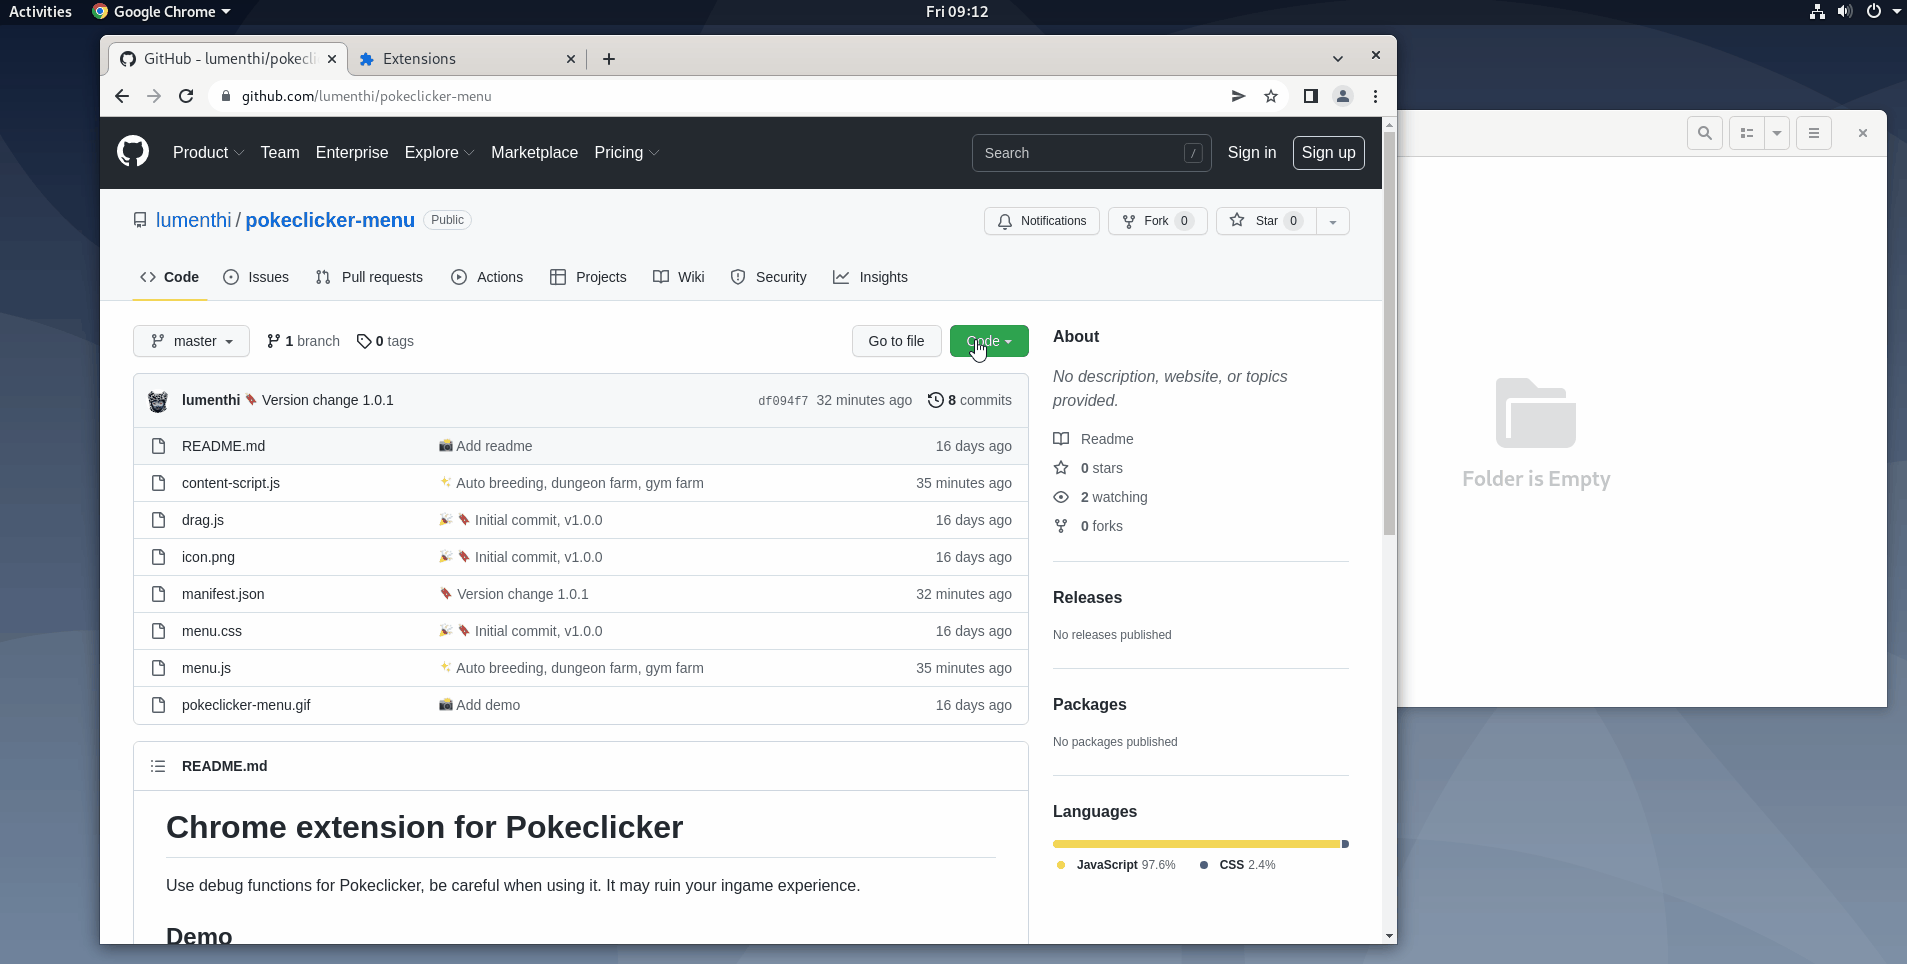 Activities Google Chrome Fri 09:12
GitHub - lumenthi/pokecli Extensions
github.com/lumenthi/pokeclicker-menu
Product Team Enterprise Explore Marketplace Pricing Search / Sign in Sign up
lumenthi / pokeclicker-menu Public Notifications Fork 0 Star 0
Code Issues Pull requests Actions Projects Wiki Security Insights
master 1 branch 0 tags Go to file Code
lumenthi Version change 1.0.1 df094f7 32 minutes ago 8 commits
README.md Add readme 16 days ago
content-script.js Auto breeding, dungeon farm, gym farm 35 minutes ago
drag.js Initial commit, v1.0.0 16 days ago
icon.png Initial commit, v1.0.0 16 days ago
manifest.json Version change 1.0.1 32 minutes ago
menu.css Initial commit, v1.0.0 16 days ago
menu.js Auto breeding, dungeon farm, gym farm 35 minutes ago
pokeclicker-menu.gif Add demo 16 days ago
README.md
Chrome extension for Pokeclicker
Use debug functions for Pokeclicker, be careful when using it. It may ruin your ingame experience.
Demo
About
No description, website, or topics
provided.
Readme
0 stars
2 watching
0 forks
Releases
No releases published
Packages
No packages published
Languages
JavaScript 97.6% CSS 2.4%
Folder is Empty